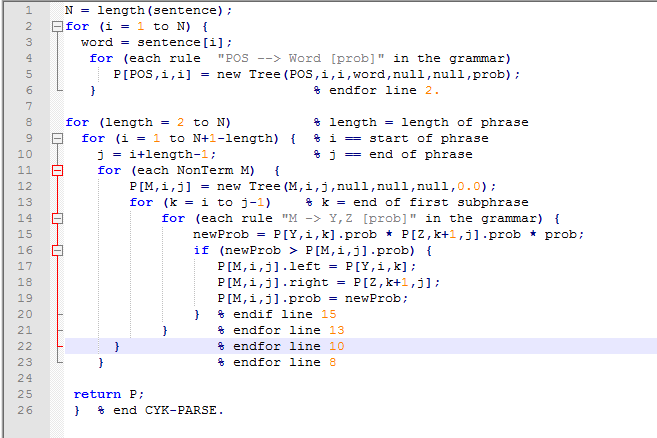 1 N = length(sentence);
2 for (i = 1 to N) {
3 word = sentence[i];
4 for (each rule "POS --> Word [prob]" in the grammar)
5 P[POS,i,i] = new Tree(POS,i,i,word,null,null,prob);
6 } % endfor line 2.
7
8 for (length = 2 to N) % length = length of phrase
9 for (i = 1 to N+1-length) { % i == start of phrase
10 j = i+length-1; % j == end of phrase
11 for (each NonTerm M) {
12 P[M,i,j] = new Tree(M,i,j,null,null,null,0.0);
13 for (k = i to j-1) % k = end of first subphrase
14 for (each rule "M -> Y,Z [prob]" in the grammar) {
15 newProb = P[Y,i,k].prob * P[Z,k+1,j].prob * prob;
16 if (newProb > P[M,i,j].prob) {
17 P[M,i,j].left = P[Y,i,k];
18 P[M,i,j].right = P[Z,k+1,j];
19 P[M,i,j].prob = newProb;
20 } % endif line 15
21 } % endfor line 13
22 } % endfor line 10
23 } % endfor line 8
24
25 return P;
26 } % end CYK-PARSE.